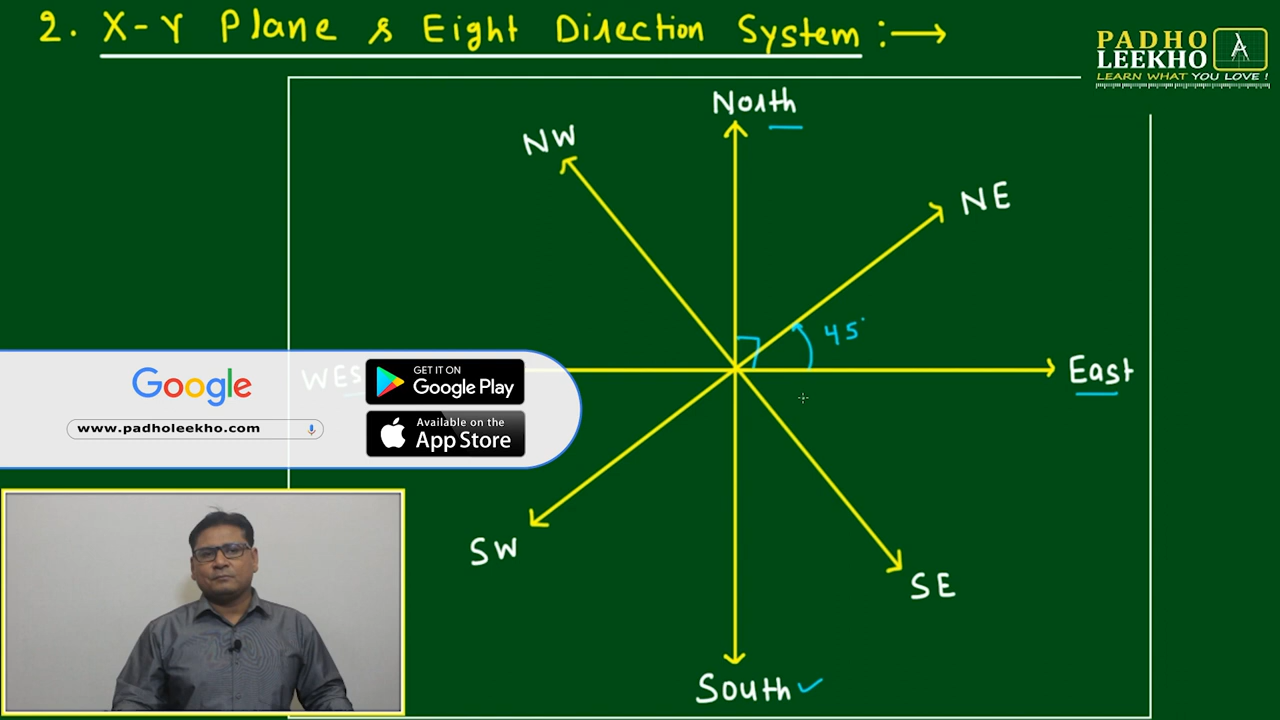 2. X-Y Plane & Eight Direction System :→
PADHO
LEEKHO
LEARN WHAT YOU LOVE !
North
NW
NE
45°
WEst
East
Google
www.padholeekho.com
GET IT ON
Google Play
Available on the
App Store
SW
SE
South